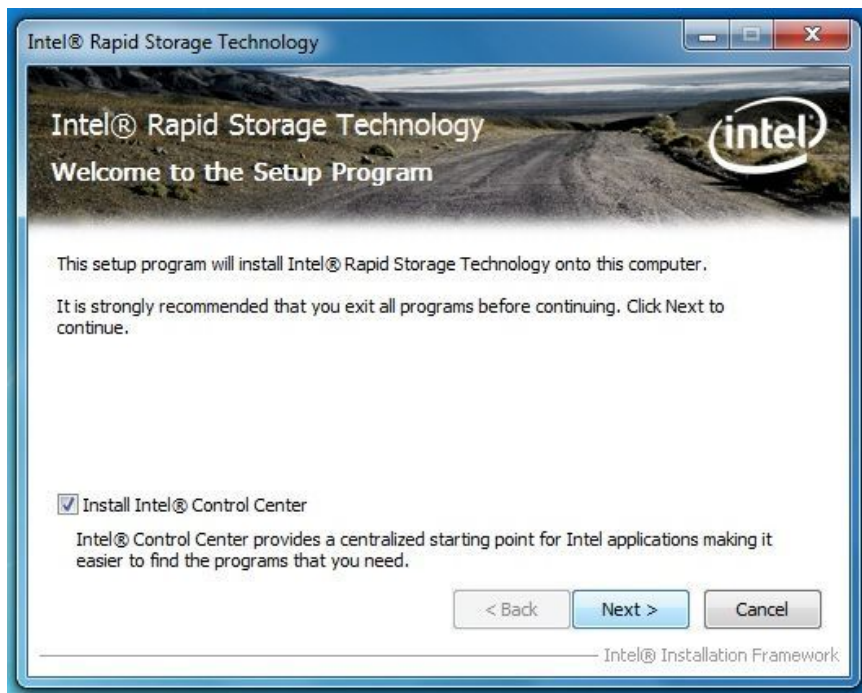 Intel® Rapid Storage Technology
Intel® Rapid Storage Technology
intel
Welcome to the Setup Program
This setup program will install Intel® Rapid Storage Technology onto this computer.
It is strongly recommended that you exit all programs before continuing. Click Next to
continue.
Install Intel® Control Center
Intel® Control Center provides a centralized starting point for Intel applications making it
easier to find the programs that you need.
< Back Next > Cancel
Intel® Installation Framework